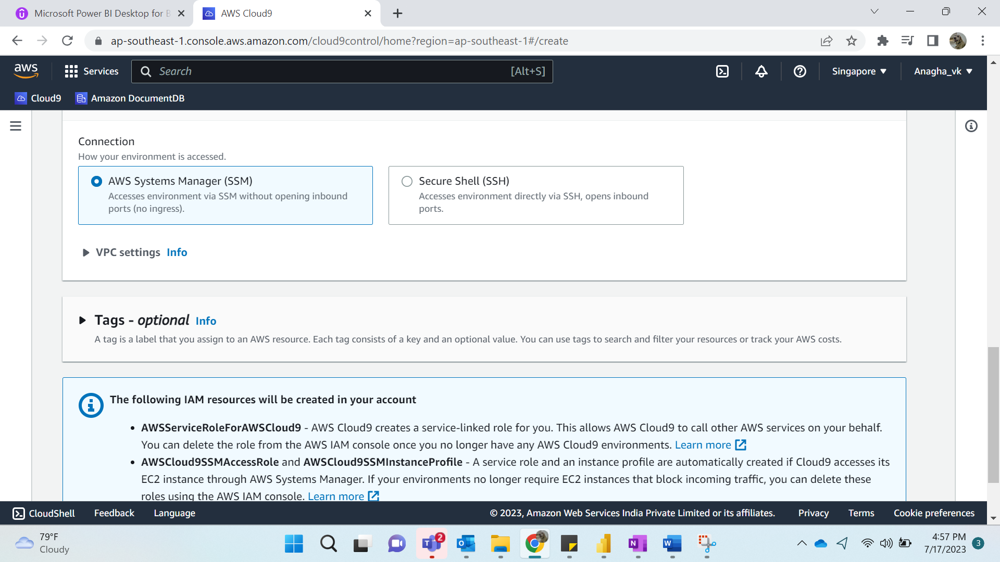 Microsoft Power BI Desktop for B
AWS Cloud9
ap-southeast-1.console.aws.amazon.com/cloud9control/home?region=ap-southeast-1#/create
aws
Services
Search
[Alt+S]
Singapore
Anagha_vk
Cloud9
Amazon DocumentDB
Connection
How your environment is accessed.
AWS Systems Manager (SSM)
Accesses environment via SSM without opening inbound
ports (no ingress).
Secure Shell (SSH)
Accesses environment directly via SSH, opens inbound
ports.
VPC settings Info
Tags - optional Info
A tag is a label that you assign to an AWS resource. Each tag consists of a key and an optional value. You can use tags to search and filter your resources or track your AWS costs.
The following IAM resources will be created in your account
• AWSServiceRoleForAWSCloud9 - AWS Cloud9 creates a service-linked role for you. This allows AWS Cloud9 to call other AWS services on your behalf.
You can delete the role from the AWS IAM console once you no longer have any AWS Cloud9 environments. Learn more
• AWSCloud9SSMAccessRole and AWSCloud9SSMInstanceProfile - A service role and an instance profile are automatically created if Cloud9 accesses its
EC2 instance through AWS Systems Manager. If your environments no longer require EC2 instances that block incoming traffic, you can delete these
roles using the AWS IAM console. Learn more
CloudShell
Feedback
Language
© 2023, Amazon Web Services India Private Limited or its affiliates.
Privacy
Terms
Cookie preferences
79°F
Cloudy
2
4:57 PM
7/17/2023
3